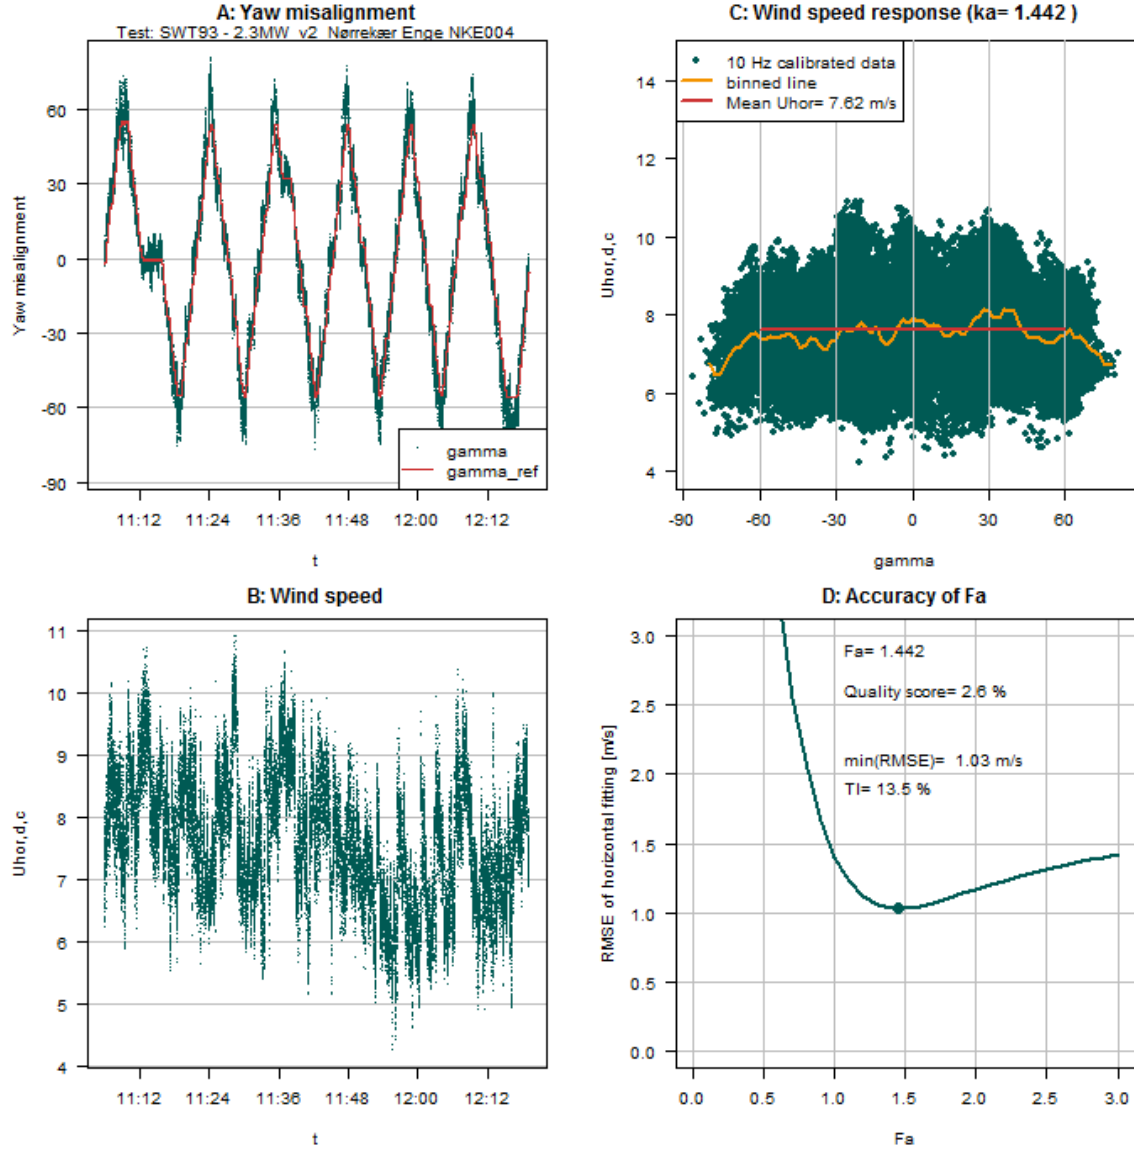 A: Yaw misalignment
Test: SWT93 - 2.3MW_v2_Nørrekær Enge NKE004
Yaw misalignment
60
30
0
-30
-60
-90
gamma
gamma_ref
11:12 11:24 11:36 11:48 12:00 12:12
t
C: Wind speed response (ka= 1.442 )
10 Hz calibrated data
binned line
Mean Uhor= 7.62 m/s
Uhor,d,c
14
12
10
8
6
4
-90 -60 -30 0 30 60
gamma
B: Wind speed
Uhor,d,c
11
10
9
8
7
6
5
4
11:12 11:24 11:36 11:48 12:00 12:12
t
D: Accuracy of Fa
Fa= 1.442
Quality score= 2.6 %
min(RMSE)= 1.03 m/s
TI= 13.5 %
RMSE of horizontal fitting [m/s]
3.0
2.5
2.0
1.5
1.0
0.5
0.0
0.0 0.5 1.0 1.5 2.0 2.5 3.0
Fa